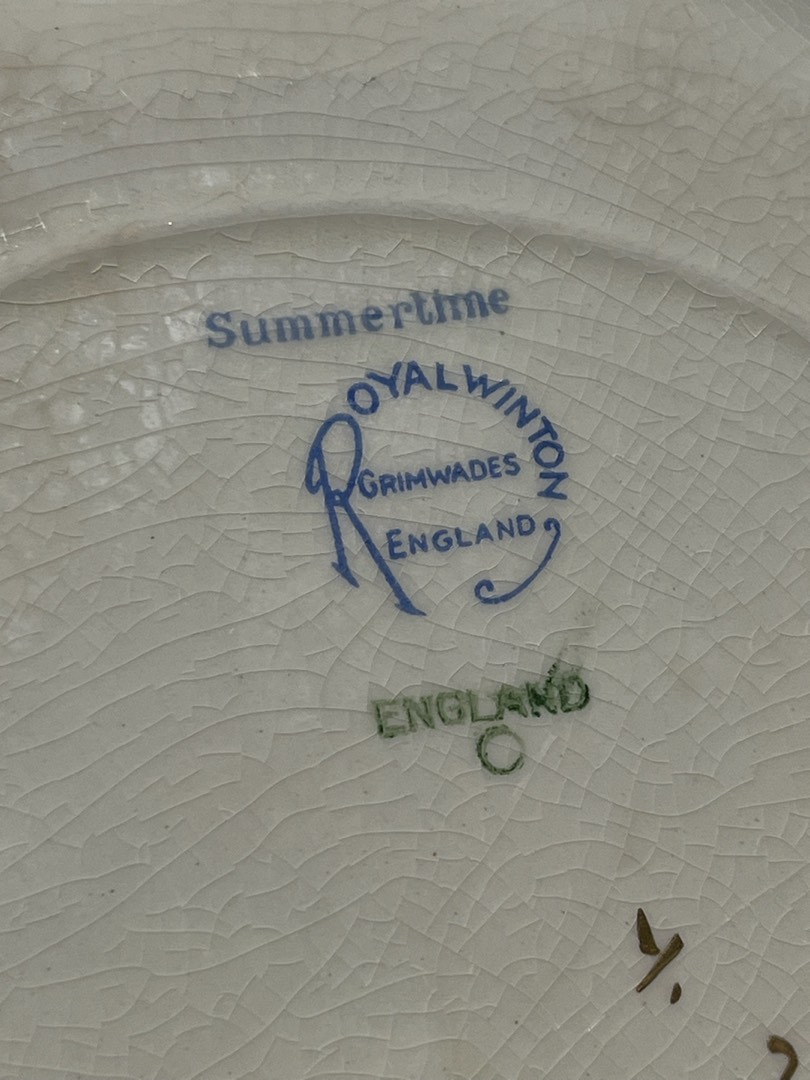 Summertime
ROYAL WINTON
GRIMWADES
ENGLAND
ENGLAND